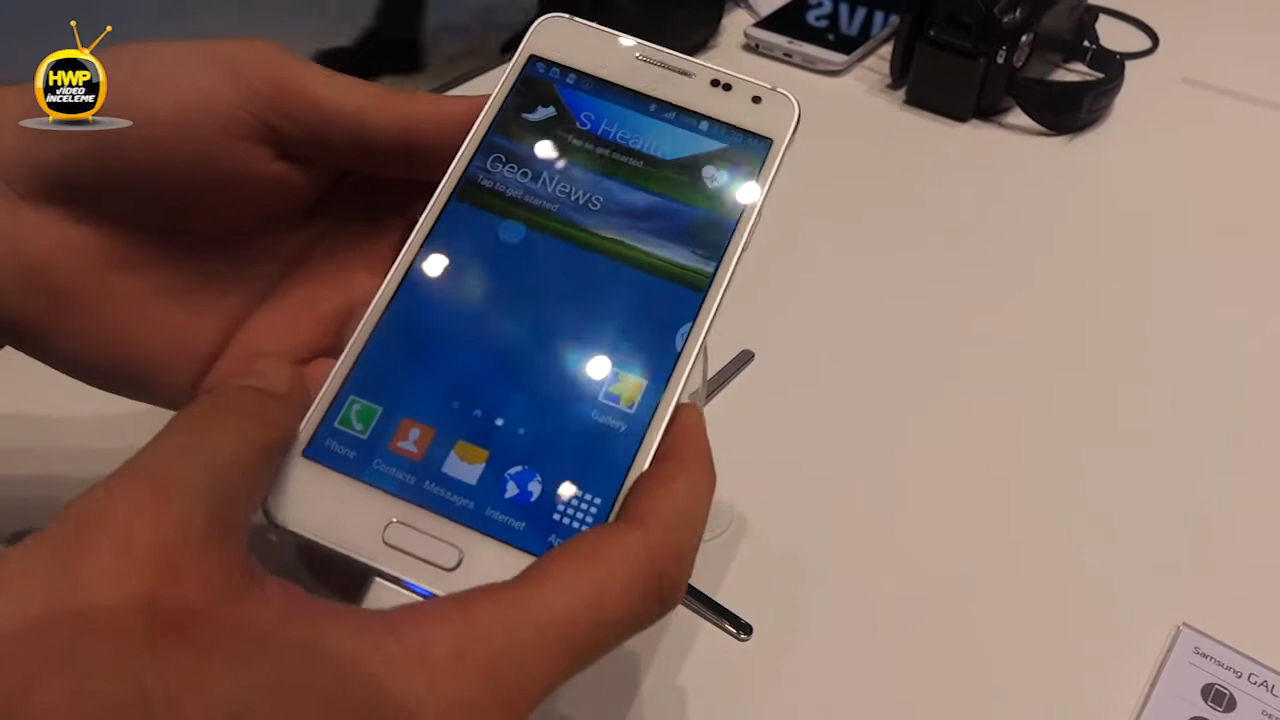 HWP
VİDEO
İNCELEME
S Health
Tap to get started
Geo News
Tap to get started
Gallery
Phone
Contacts
Messages
Internet
Samsung GAL